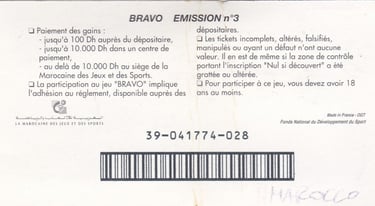 BRAVO EMISSION n°3
❑ Paiement des gains :
- jusqu'à 100 Dh auprès du dépositaire,
- jusqu'à 10.000 Dh dans un centre de
paiement,
- au delà de 10.000 Dh au siège de la
Marocaine des Jeux et des Sports.
❑ La participation au jeu "BRAVO" implique
l'adhésion au réglement, disponible auprès des
dépositaires.
❑ Les tickets incomplets, altérés, falsifiés,
manipulés ou ayant un défaut n'ont aucune
valeur. Il en est de même si la zone de contrôle
portant l'inscription "Nul si découvert" a été
grattée ou altérée.
❑ Pour participer à ce jeu, vous devez avoir 18
ans au moins.
LA MAROCAINE DES JEUX ET DES SPORTS
Made in France - DGT
Fonds National du Développement du Sport
39-041774-028
MAROCCO